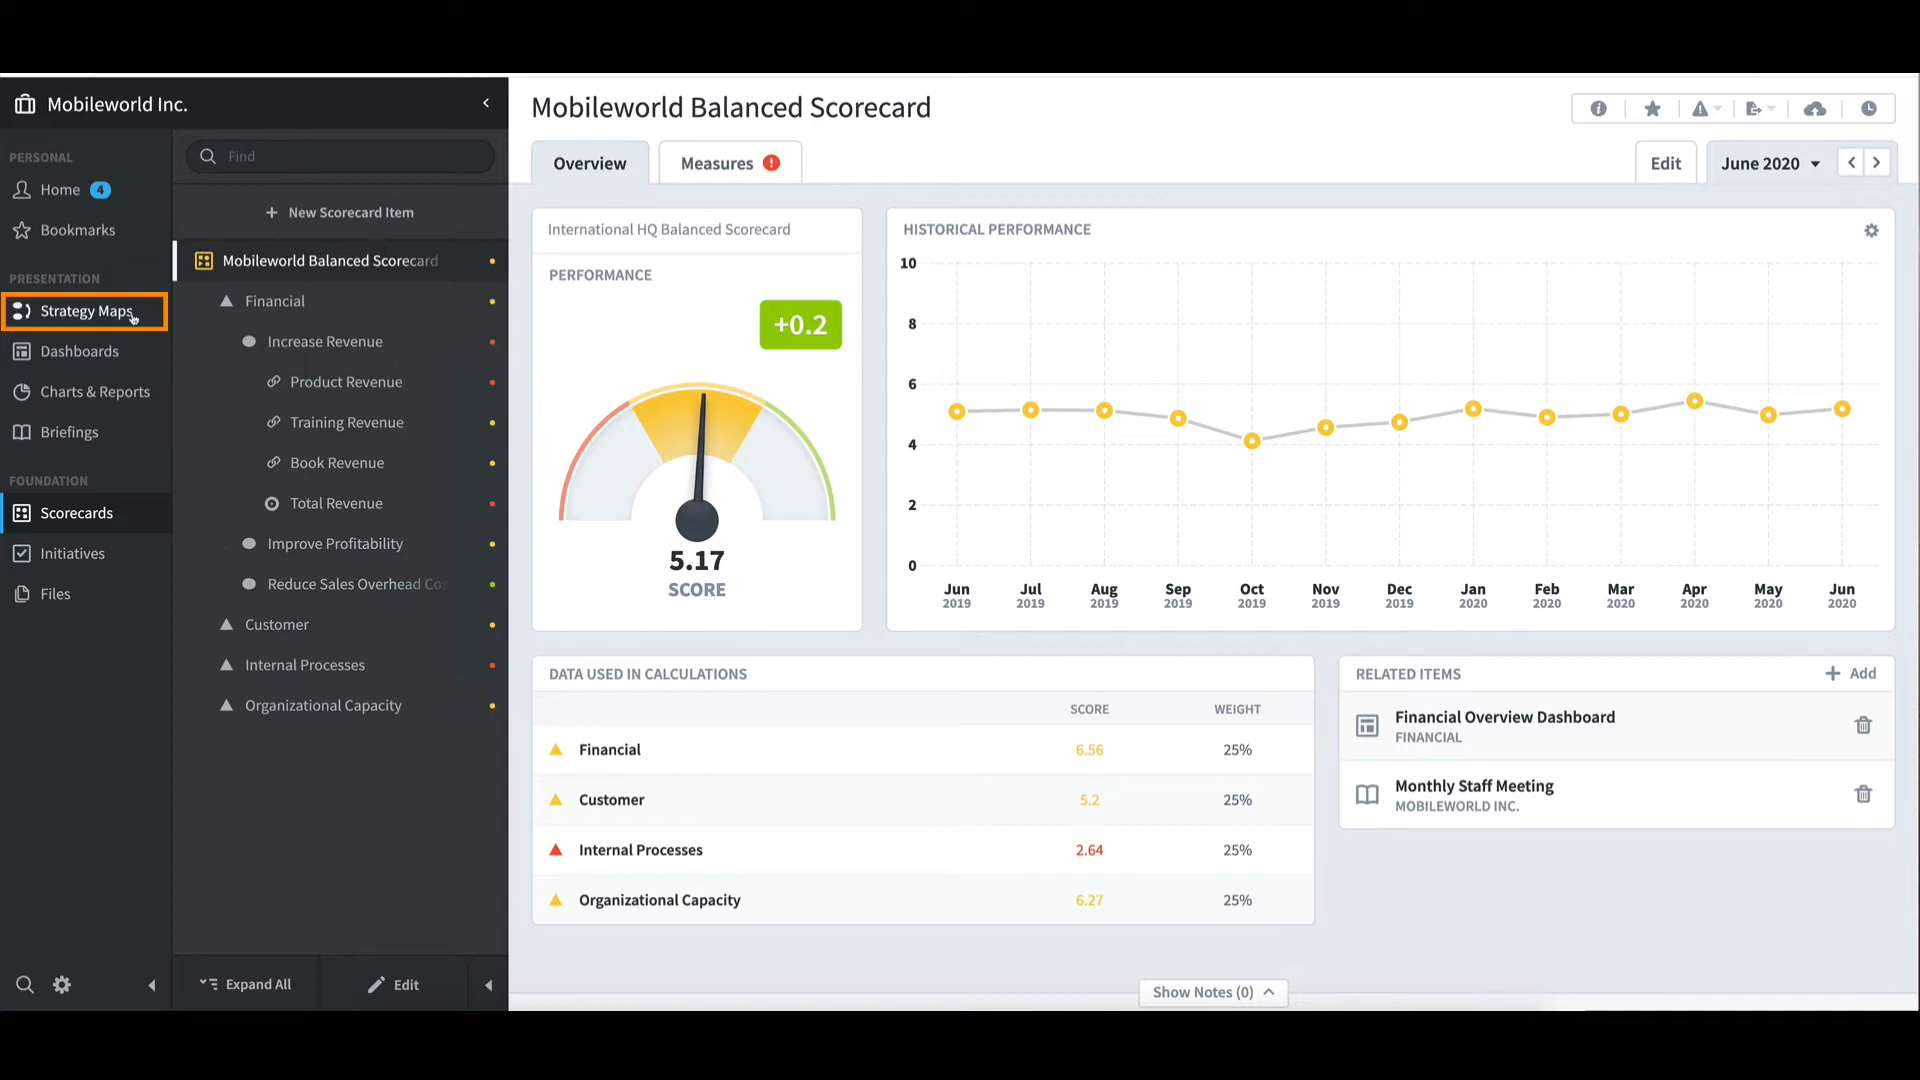 Mobileworld Inc.
PERSONAL
Home 4
Bookmarks
PRESENTATION
Strategy Maps
Dashboards
Charts & Reports
Briefings
FOUNDATION
Scorecards
Initiatives
Files
Find
New Scorecard Item
Mobileworld Balanced Scorecard
Financial
Increase Revenue
Product Revenue
Training Revenue
Book Revenue
Total Revenue
Improve Profitability
Reduce Sales Overhead Co
Customer
Internal Processes
Organizational Capacity
Expand All
Edit
Mobileworld Balanced Scorecard
Overview
Measures
Edit
June 2020
International HQ Balanced Scorecard
PERFORMANCE
+0.2
5.17
SCORE
HISTORICAL PERFORMANCE
10
8
6
4
2
0
Jun Jul Aug Sep Oct Nov Dec Jan Feb Mar Apr May Jun
2019 2019 2019 2019 2019 2019 2019 2020 2020 2020 2020 2020 2020
DATA USED IN CALCULATIONS
SCORE WEIGHT
Financial 6.56 25%
Customer 5.2 25%
Internal Processes 2.64 25%
Organizational Capacity 6.27 25%
RELATED ITEMS
Add
Financial Overview Dashboard
FINANCIAL
Monthly Staff Meeting
MOBILEWORLD INC.
Show Notes (0)